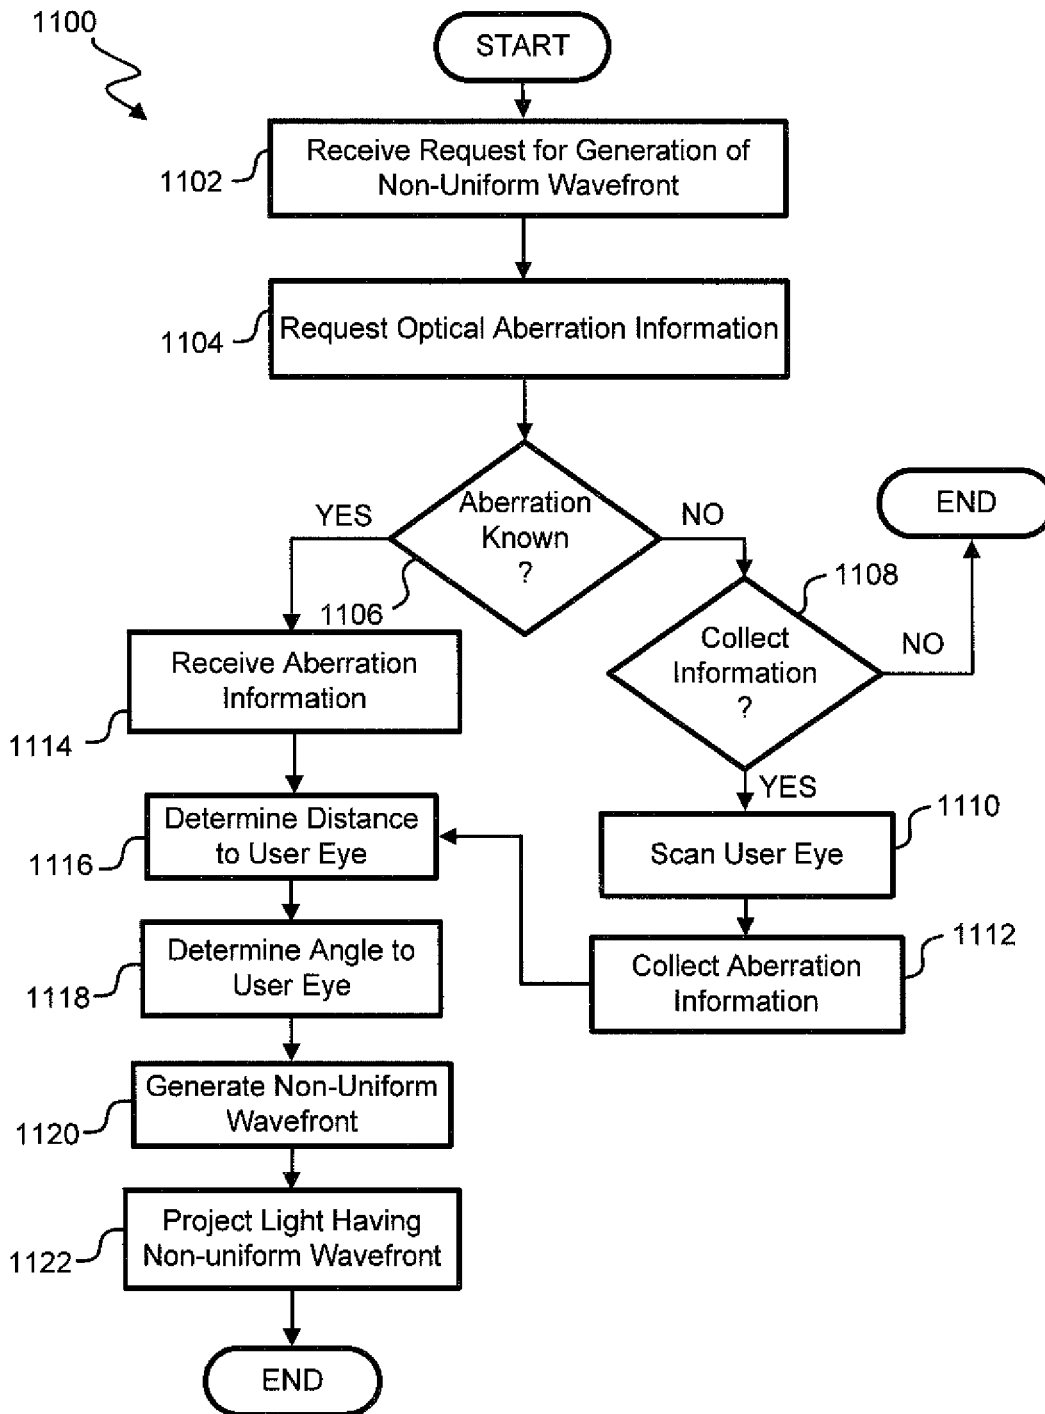 1100
START
Receive Request for Generation of
Non-Uniform Wavefront
1102
Request Optical Aberration Information
1104
Aberration
Known
?
YES
NO
1106
END
1108
Collect
Information
?
NO
YES
Receive Aberration
Information
1114
Determine Distance
to User Eye
1116
Scan User Eye
1110
Collect Aberration
Information
1112
Determine Angle to
User Eye
1118
Generate Non-Uniform
Wavefront
1120
Project Light Having
Non-uniform Wavefront
1122
END